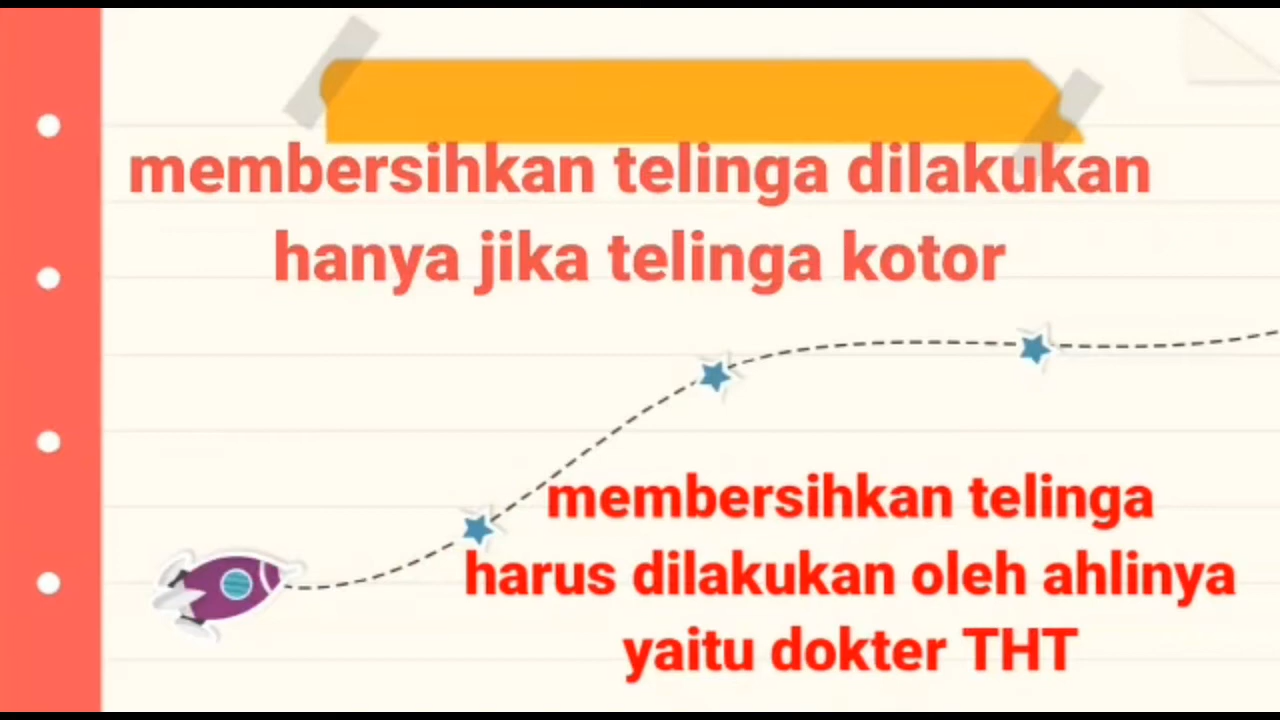 membersihkan telinga dilakukan
hanya jika telinga kotor
membersihkan telinga
harus dilakukan oleh ahlinya
yaitu dokter THT